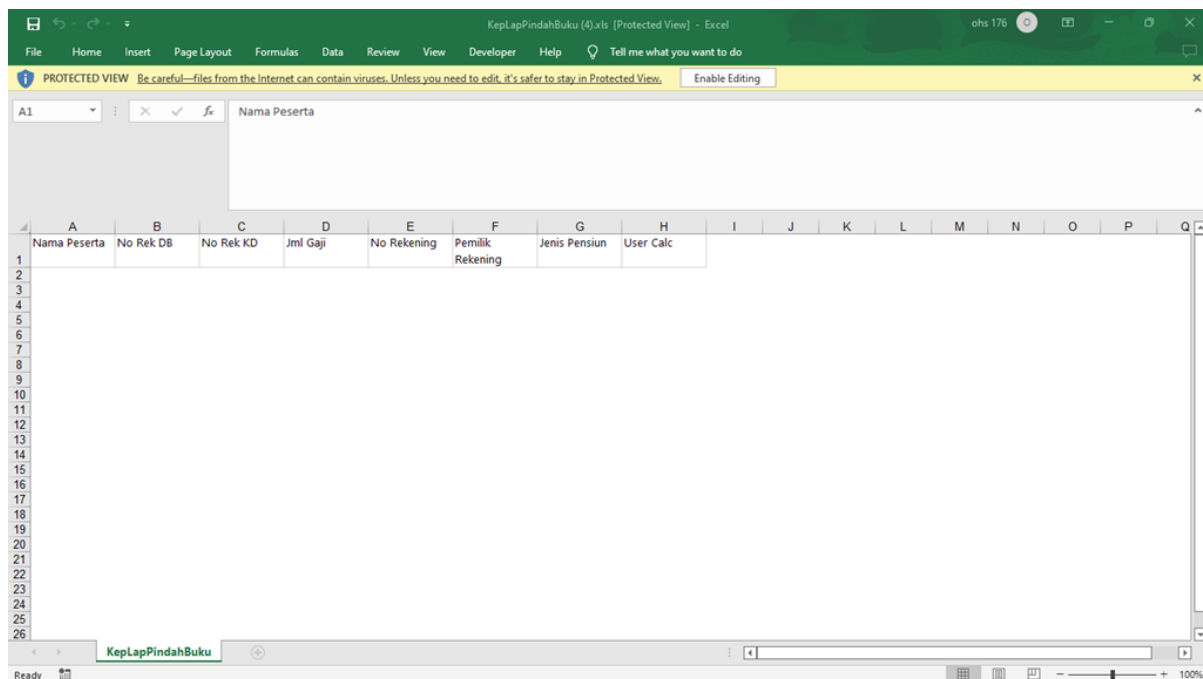 KepLapPindahBuku (4).xls [Protected View] - Excel
ohs 176
O
File Home Insert Page Layout Formulas Data Review View Developer Help Tell me what you want to do
PROTECTED VIEW Be careful—files from the Internet can contain viruses. Unless you need to edit, it's safer to stay in Protected View. Enable Editing
A1 fx Nama Peserta
A B C D E F G H I J K L M N O P Q
1 Nama Peserta No Rek DB No Rek KD Jml Gaji No Rekening Pemilik Rekening Jenis Pensiun User Calc
2
3
4
5
6
7
8
9
10
11
12
13
14
15
16
17
18
19
20
21
22
23
24
25
26
KepLapPindahBuku
Ready 100%